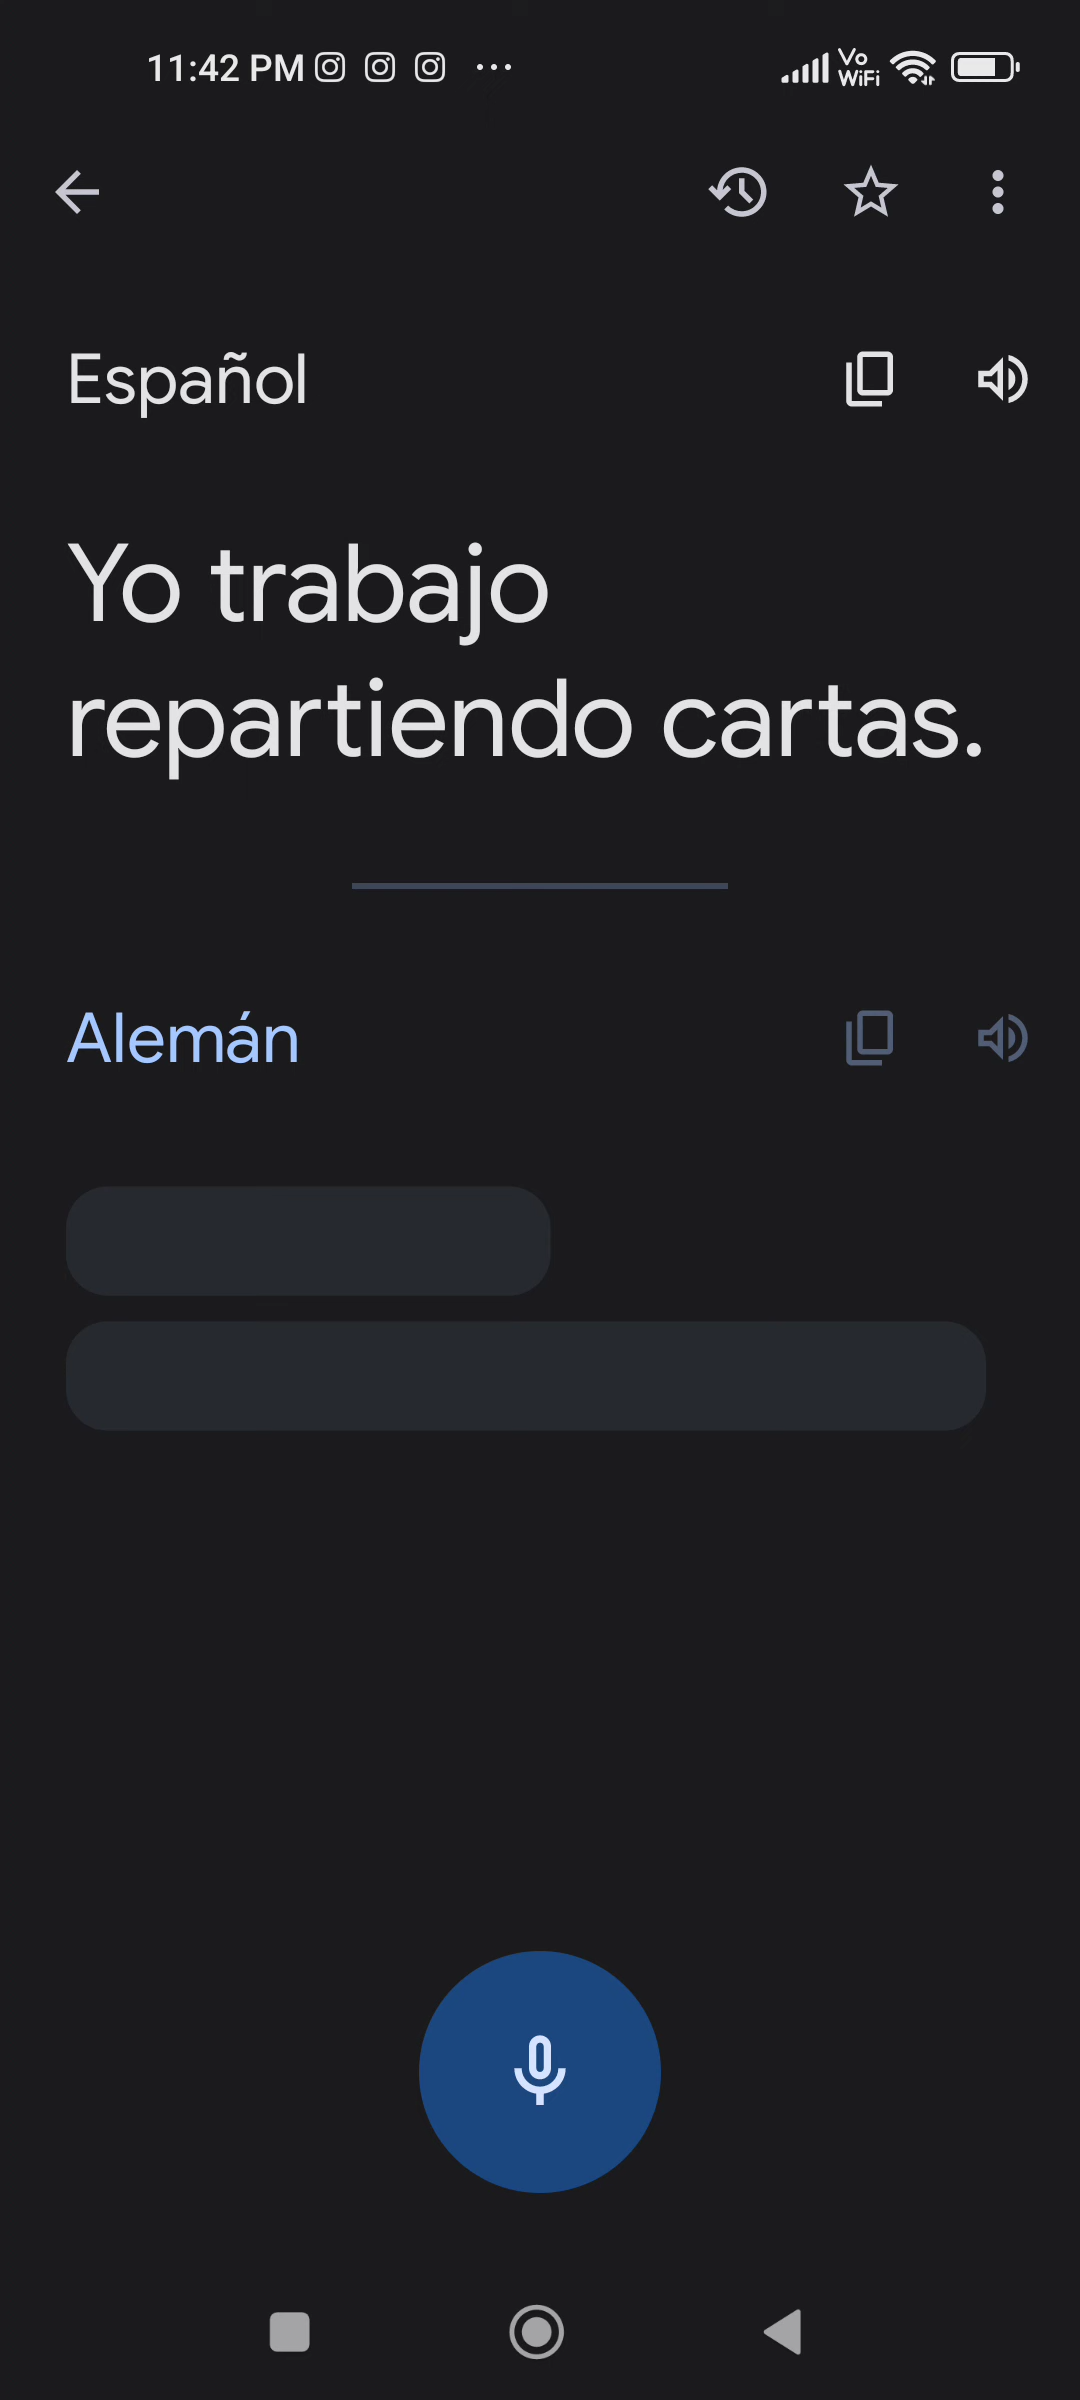 11:42 PM
Vo
WiFi
Español
Yo trabajo
repartiendo cartas.
Alemán